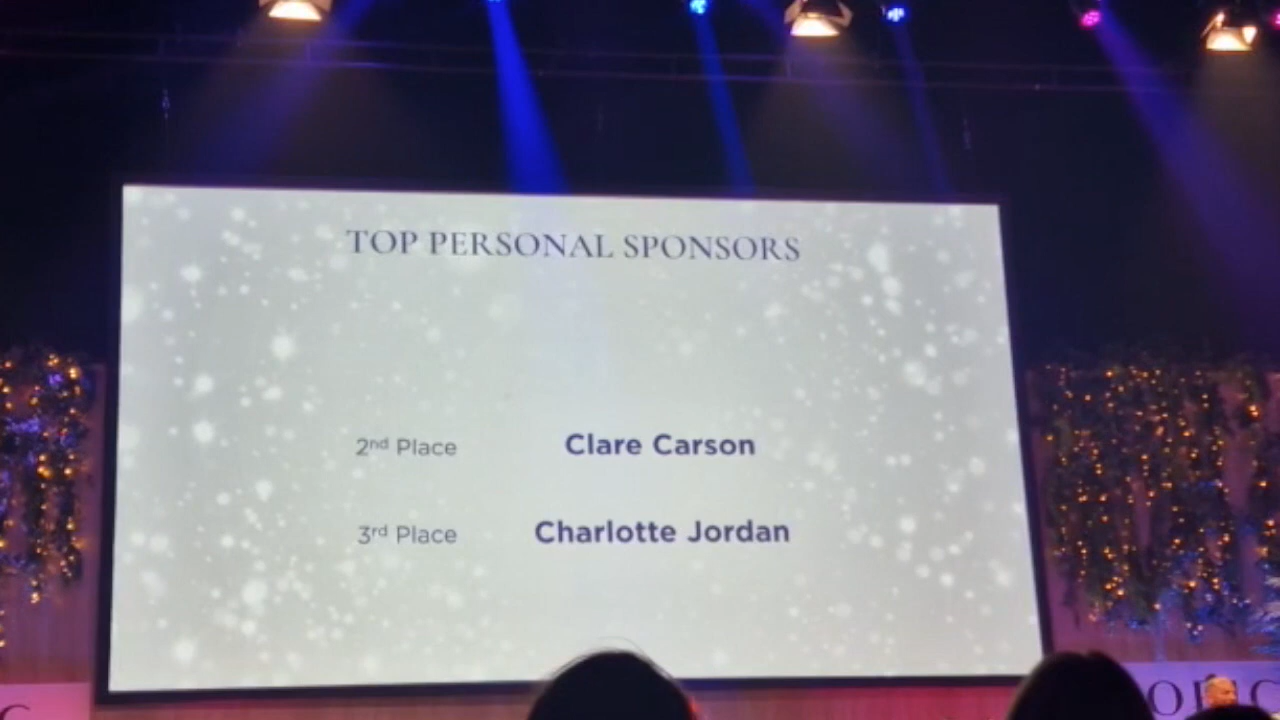 TOP PERSONAL SPONSORS
2nd Place Clare Carson
3rd Place Charlotte Jordan